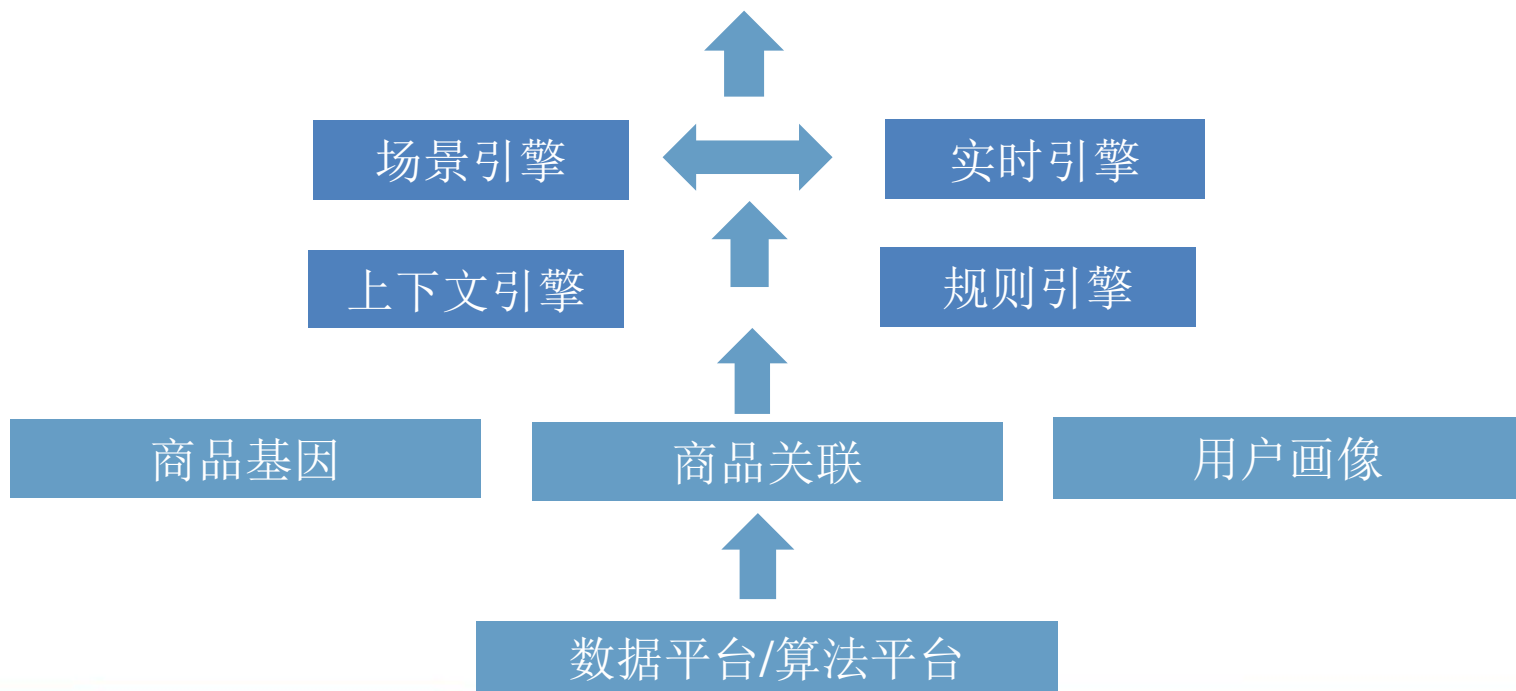 场景引擎
实时引擎
上下文引擎
规则引擎
商品基因
商品关联
用户画像
数据平台/算法平台